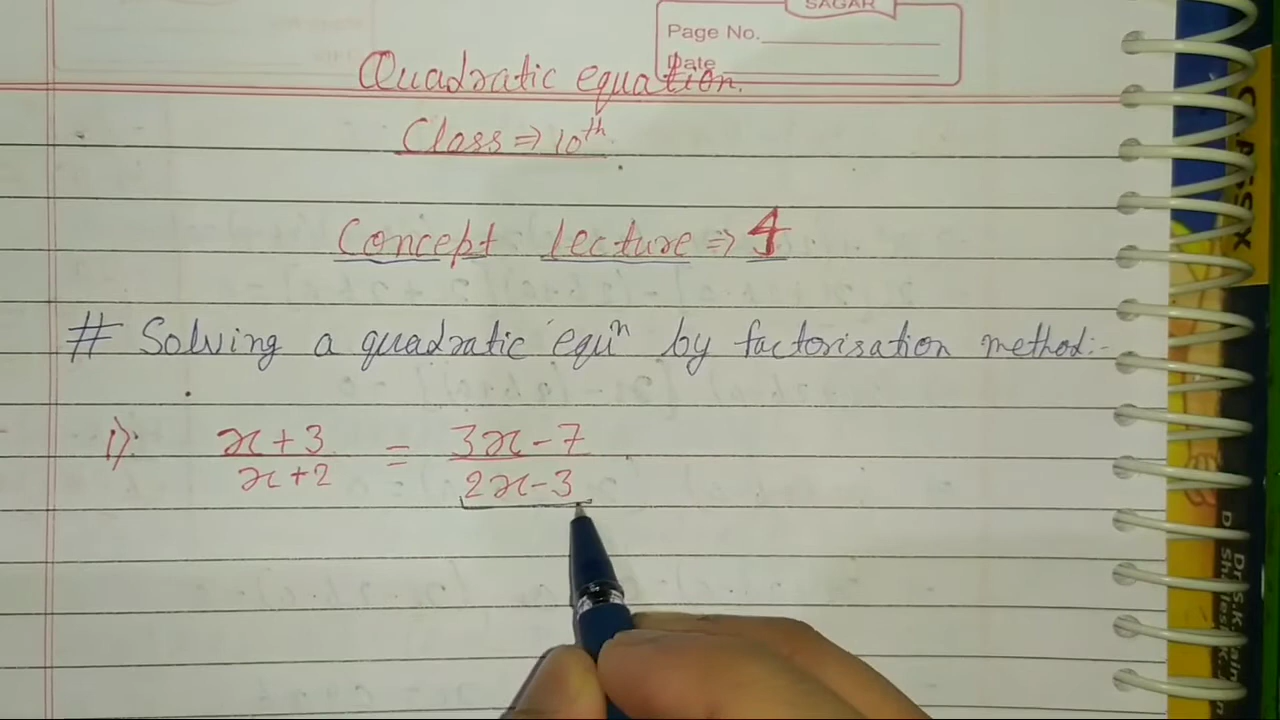 SAGAR
Page No.
Date
Quadratic equation.
Class ⇒ 10th
Concept lecture ⇒ 4
# Solving a quadratic equn by factorisation method:-
1): x+3/x+2 = 3x-7/2x-3